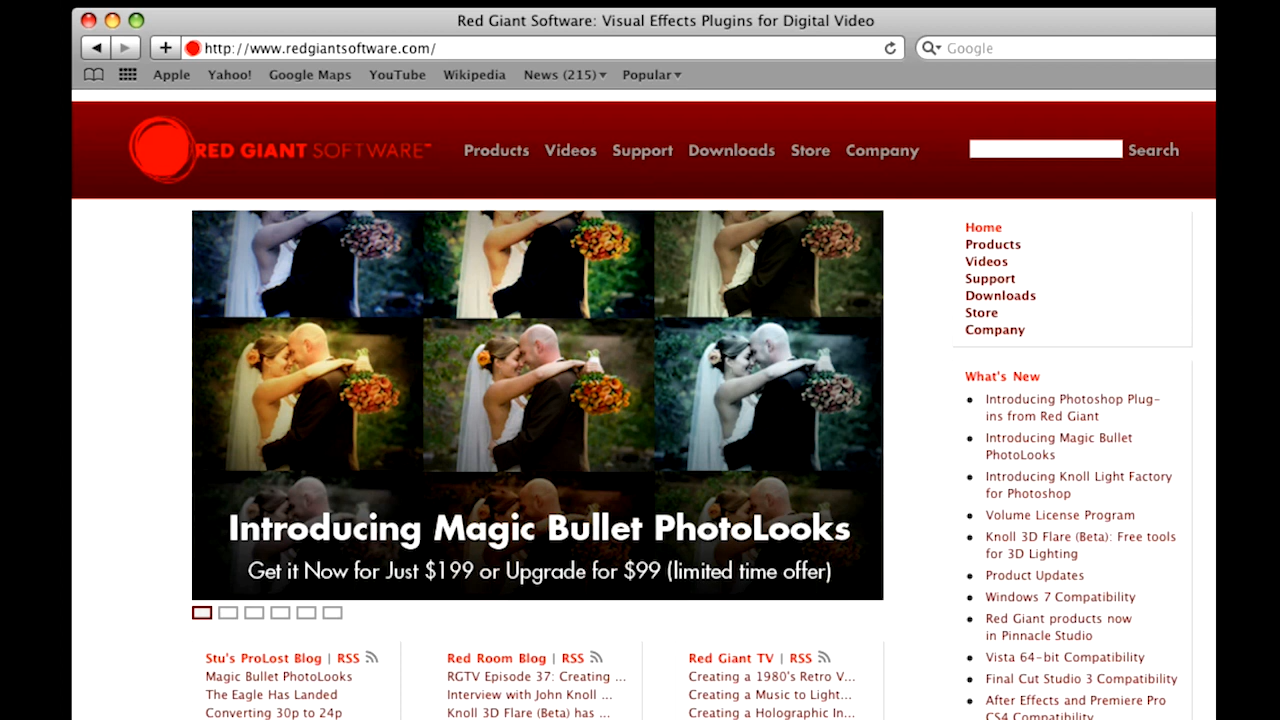 Red Giant Software: Visual Effects Plugins for Digital Video
http://www.redgiantsoftware.com/
Google
Apple Yahoo! Google Maps YouTube Wikipedia News (215) Popular
RED GIANT SOFTWARE™
Products Videos Support Downloads Store Company
Search
Introducing Magic Bullet PhotoLooks
Get it Now for Just $199 or Upgrade for $99 (limited time offer)
Home
Products
Videos
Support
Downloads
Store
Company
What's New
Introducing Photoshop Plug-
ins from Red Giant
Introducing Magic Bullet
PhotoLooks
Introducing Knoll Light Factory
for Photoshop
Volume License Program
Knoll 3D Flare (Beta): Free tools
for 3D Lighting
Product Updates
Windows 7 Compatibility
Red Giant products now
in Pinnacle Studio
Vista 64-bit Compatibility
Final Cut Studio 3 Compatibility
After Effects and Premiere Pro
CS4 Compatibility
Stu's ProLost Blog | RSS
Magic Bullet PhotoLooks
The Eagle Has Landed
Converting 30p to 24p
Red Room Blog | RSS
RGTV Episode 37: Creating ...
Interview with John Knoll ...
Knoll 3D Flare (Beta) has ...
Red Giant TV | RSS
Creating a 1980's Retro V...
Creating a Music to Light...
Creating a Holographic In...